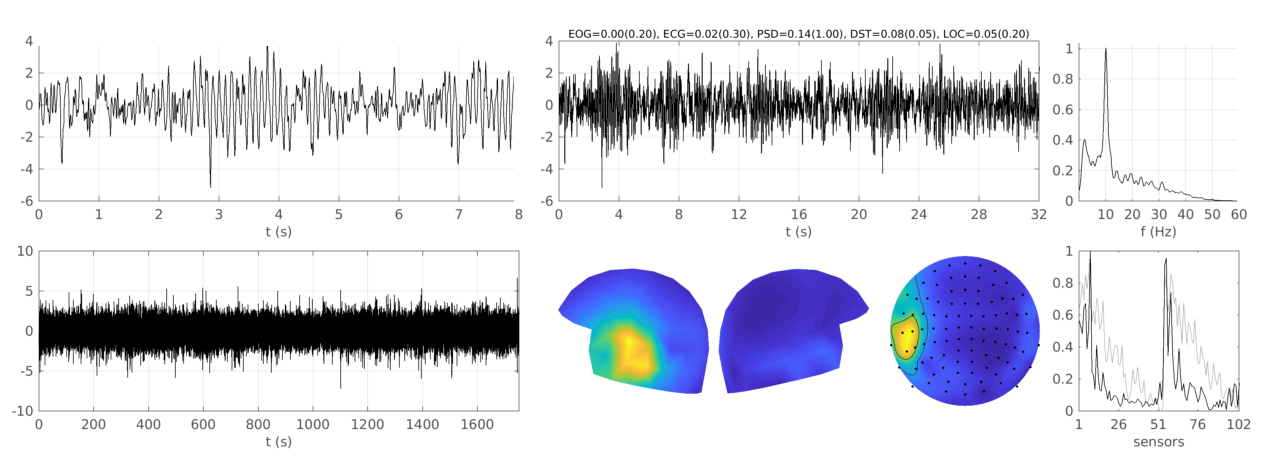 EOG=0.00(0.20), ECG=0.02(0.30), PSD=0.14(1.00), DST=0.08(0.05), LOC=0.05(0.20)
4
2
0
-2
-4
-6
0 1 2 3 4 5 6 7 8
t (s)
4
2
0
-2
-4
-6
0 4 8 12 16 20 24 28 32
t (s)
1
0.8
0.6
0.4
0.2
0
10 20 30 40 50 60
f (Hz)
10
5
0
-5
-10
0 200 400 600 800 1000 1200 1400 1600
t (s)
1
0.8
0.6
0.4
0.2
0
1 26 51 76 102
sensors